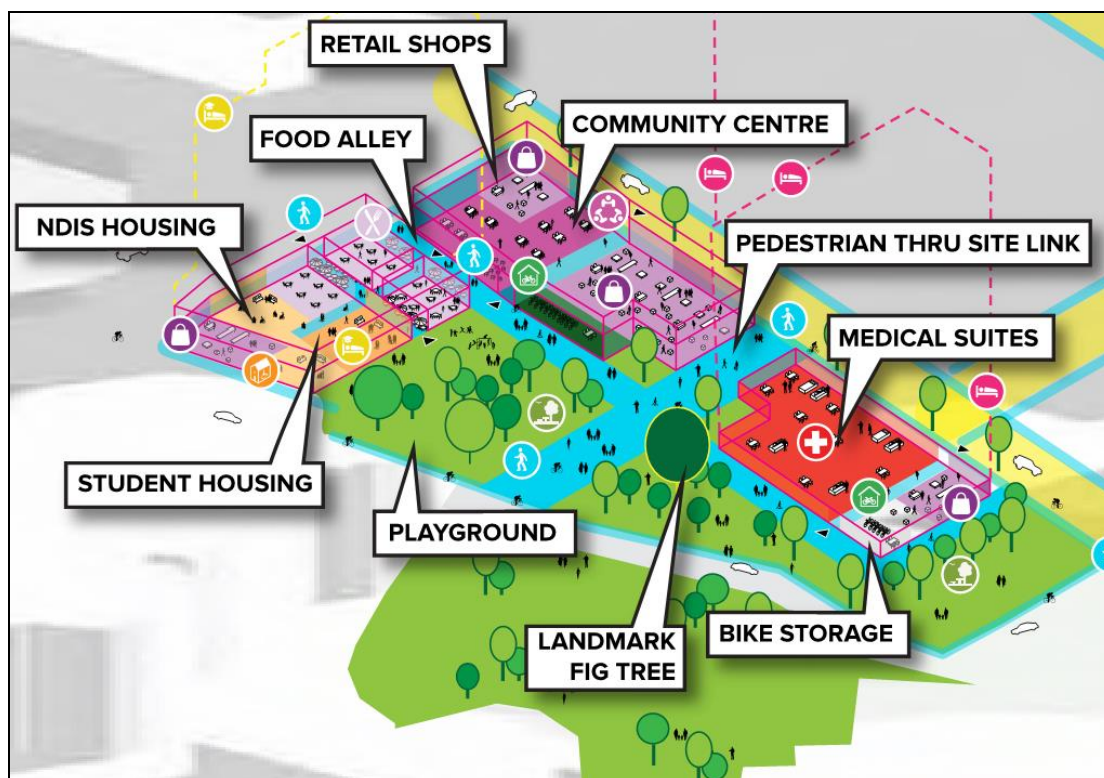 RETAIL SHOPS
FOOD ALLEY
COMMUNITY CENTRE
NDIS HOUSING
PEDESTRIAN THRU SITE LINK
MEDICAL SUITES
STUDENT HOUSING
PLAYGROUND
LANDMARK
FIG TREE
BIKE STORAGE